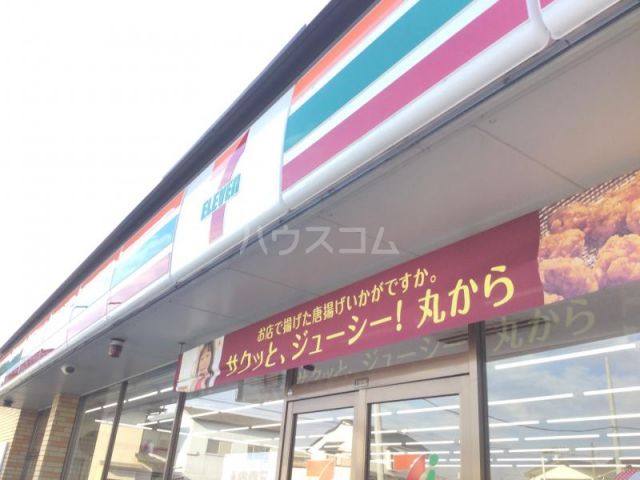 7
ELEVEN
ハウスコム
お店で揚げた唐揚げいかがですか。
サクッと、ジューシー！丸から